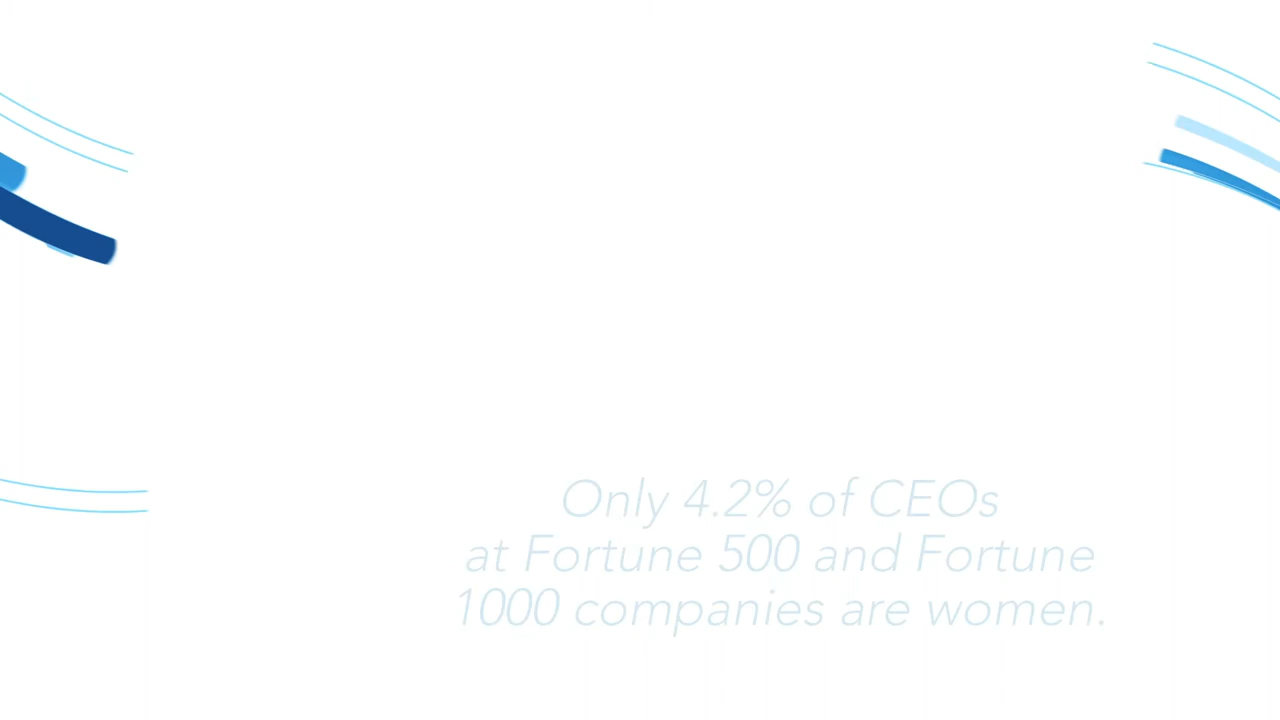 Only 4.2% of CEOs
at Fortune 500 and Fortune
1000 companies are women.